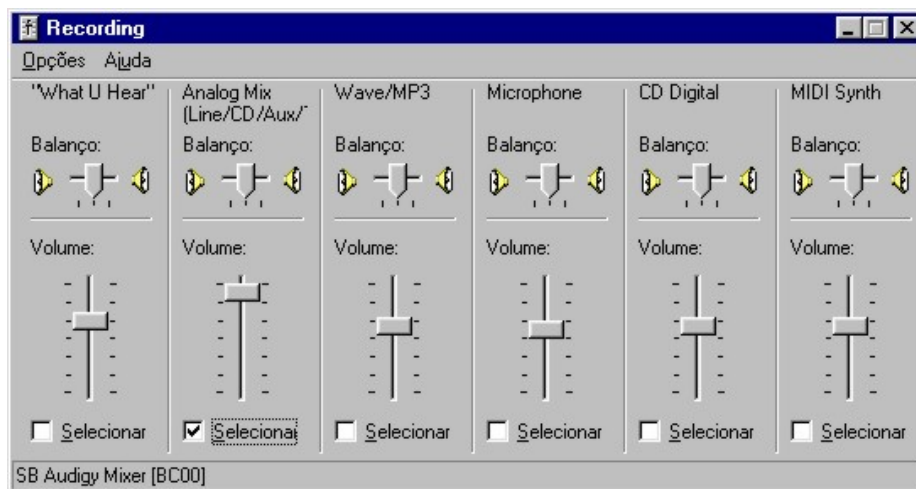 Recording
Opções Ajuda
"What U Hear"
Analog Mix
(Line/CD/Aux/
Wave/MP3
Microphone
CD Digital
MIDI Synth
Balanço: Balanço: Balanço: Balanço: Balanço: Balanço:
Volume: Volume: Volume: Volume: Volume: Volume:
Selecionar Selecionar Selecionar Selecionar Selecionar Selecionar
SB Audigy Mixer [BC00]